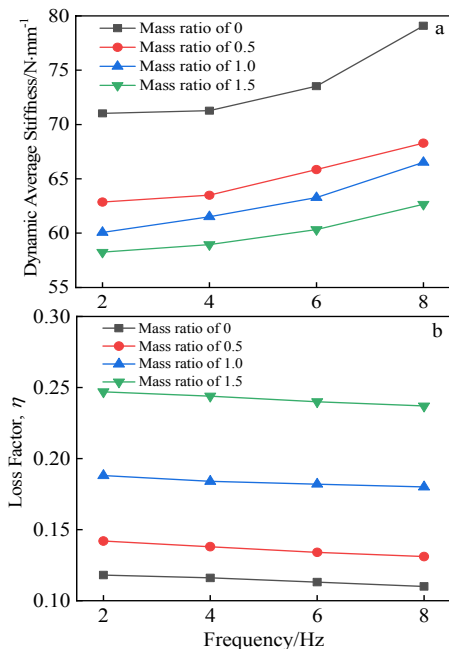 80
a
Mass ratio of 0
Mass ratio of 0.5
Mass ratio of 1.0
Mass ratio of 1.5
75
70
65
60
55
Dynamic Average Stiffness/N·mm⁻¹
2 4 6 8
0.30
b
Mass ratio of 0
Mass ratio of 0.5
Mass ratio of 1.0
Mass ratio of 1.5
0.25
0.20
0.15
0.10
Loss Factor, η
2 4 6 8
Frequency/Hz